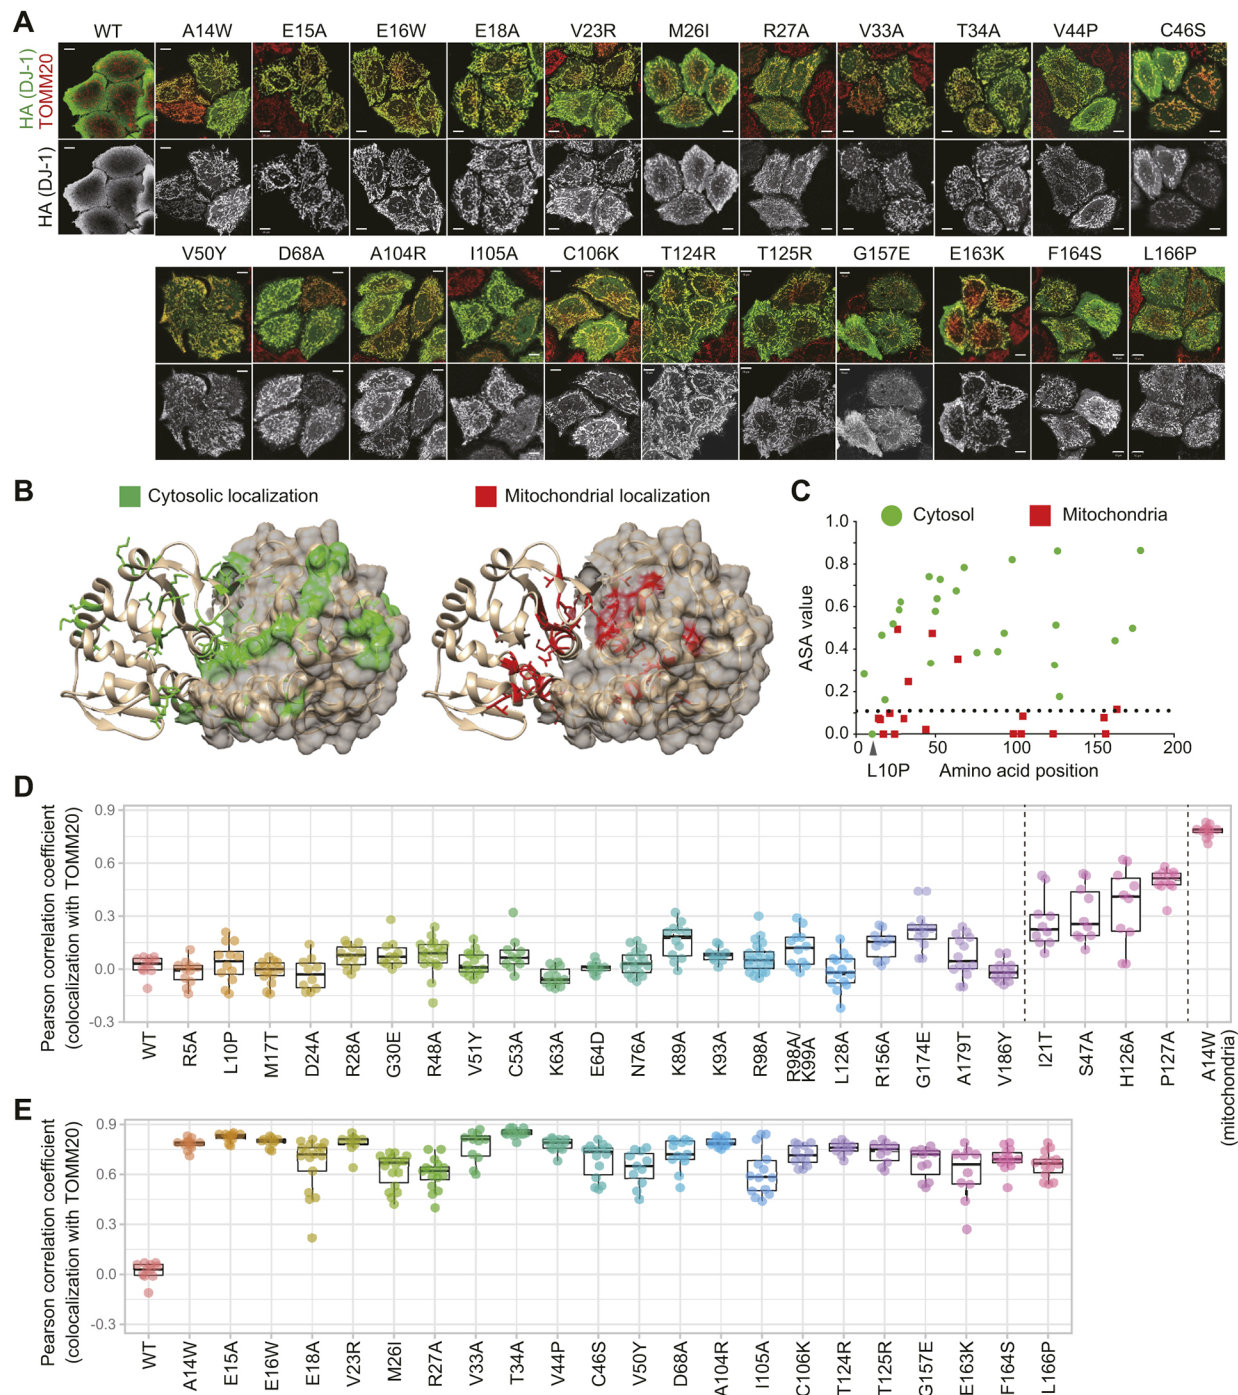 A
WT A14W E15A E16W E18A V23R M26I R27A V33A T34A V44P C46S
HA (DJ-1)
TOMM20
HA (DJ-1)
V50Y D68A A104R I105A C106K T124R T125R G157E E163K F164S L166P
B
Cytosolic localization
Mitochondrial localization
C
Cytosol
Mitochondria
ASA value
1.0
0.8
0.6
0.4
0.2
0.0
0 50 100 150 200
L10P
Amino acid position
D
Pearson correlation coefficient
(colocalization with TOMM20)
0.9
0.6
0.3
0.0
-0.3
WT
R5A
L10P
M17T
D24A
R28A
G30E
R48A
V51Y
C53A
K63A
E64D
N76A
K89A
K93A
R98A
R98A/
K99A
L128A
R156A
G174E
A179T
V186Y
I21T
S47A
H126A
P127A
A14W
(mitochondria)
E
Pearson correlation coefficient
(colocalization with TOMM20)
0.9
0.6
0.3
0.0
-0.3
WT
A14W
E15A
E16W
E18A
V23R
M26I
R27A
V33A
T34A
V44P
C46S
V50Y
D68A
A104R
I105A
C106K
T124R
T125R
G157E
E163K
F164S
L166P